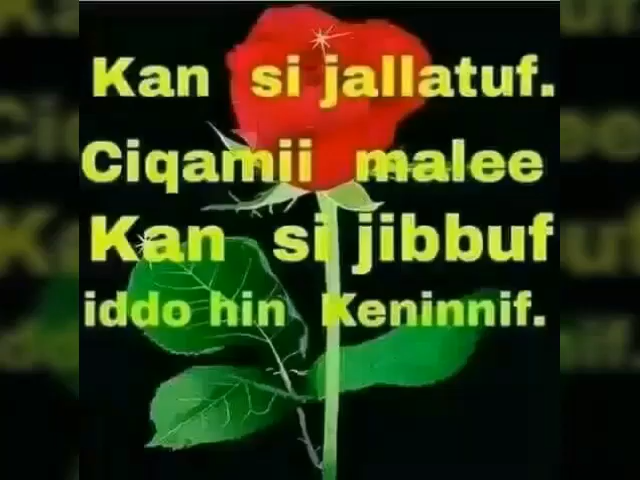 Kan si jallatuf.
Ciqamii malee
Kan si jibbuf
iddo hin Keninnif.